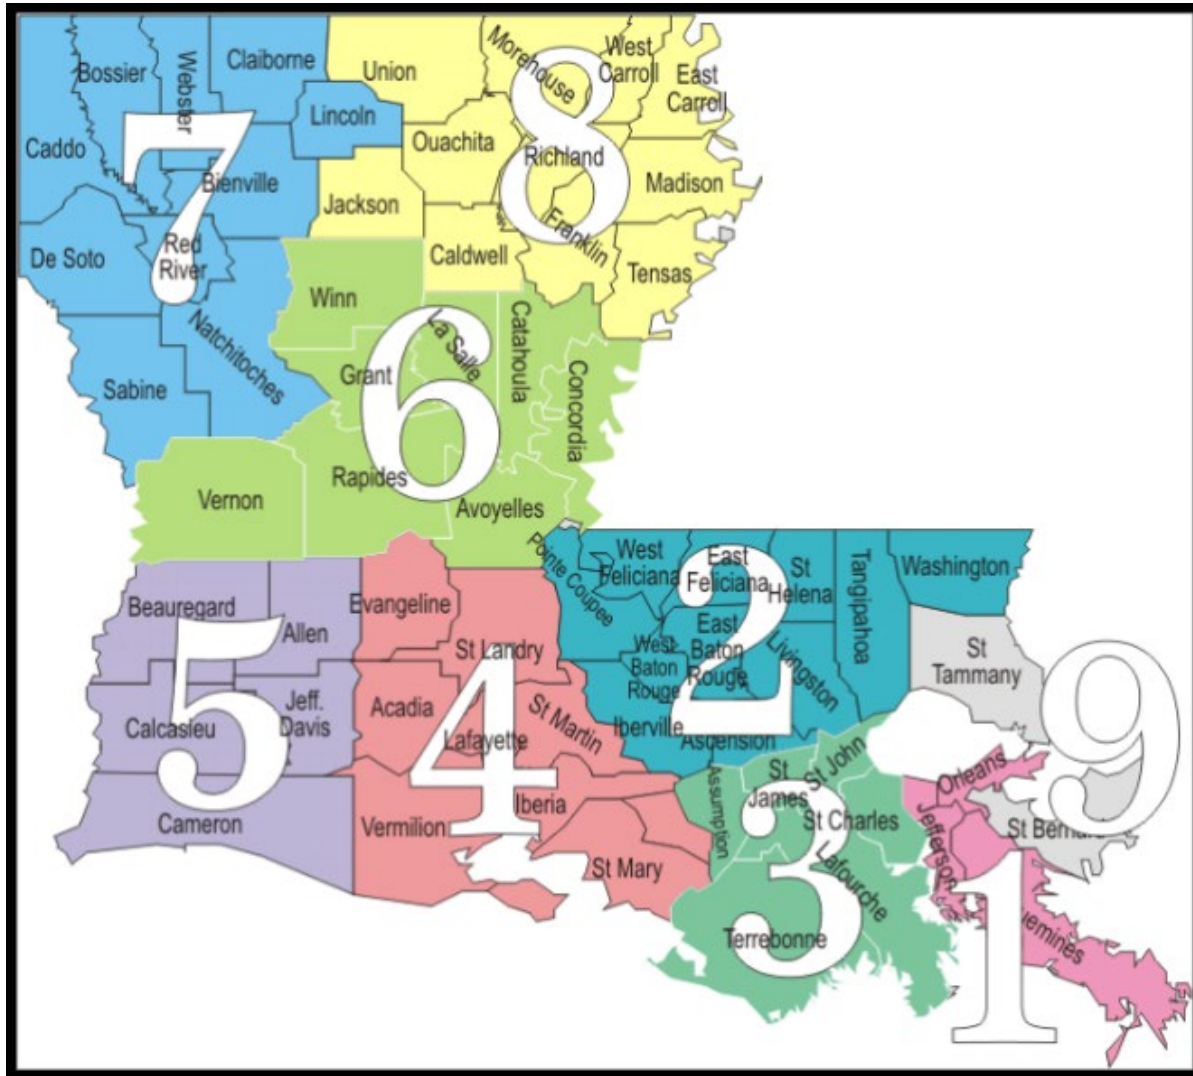 Bossier
Webster
Claiborne
Union
Morehouse
West
Carroll
East
Carroll
Caddo
7
Lincoln
Ouachita
8
Richland
Madison
Bienville
Jackson
Franklin
Caldwell
Tensas
De Soto
Red
River
Winn
Natchitoches
La Salle
Catahoula
Concordia
Sabine
Grant
6
Rapides
Vernon
Avoyelles
Pointe Coupee
West
Feliciana
East
Feliciana
St
Helena
Tangipahoa
Washington
Beauregard
Allen
Evangeline
St Landry
West
Baton
Rouge
East
Baton
Rouge
2
Livingston
St
Tammany
9
5
Calcasieu
Jeff.
Davis
Acadia
4
Lafayette
St Martin
Iberville
Ascension
Cameron
Vermilion
Iberia
St Mary
Assumption
St
James
St John
St Charles
3
Lafourche
Terrebonne
Orleans
Jefferson
St Bernar
1
uemines